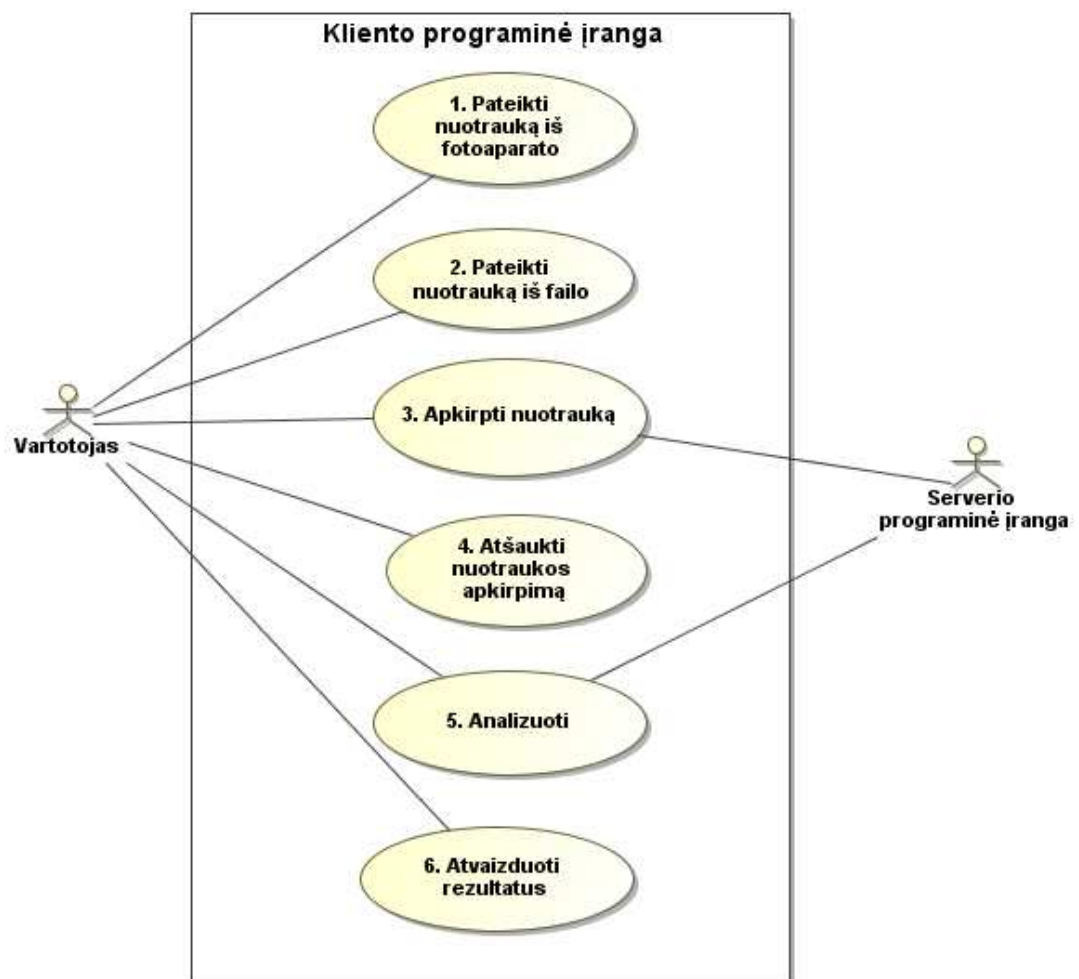 Kliento programinė įranga
1. Pateikti
nuotrauką iš
fotoaparato
2. Pateikti
nuotrauką iš failo
3. Apkirpti nuotrauką
Vartotojas
Serverio
programinė įranga
4. Atšaukti
nuotraukos
apkirpimą
5. Analizuoti
6. Atvaizduoti
rezultatus